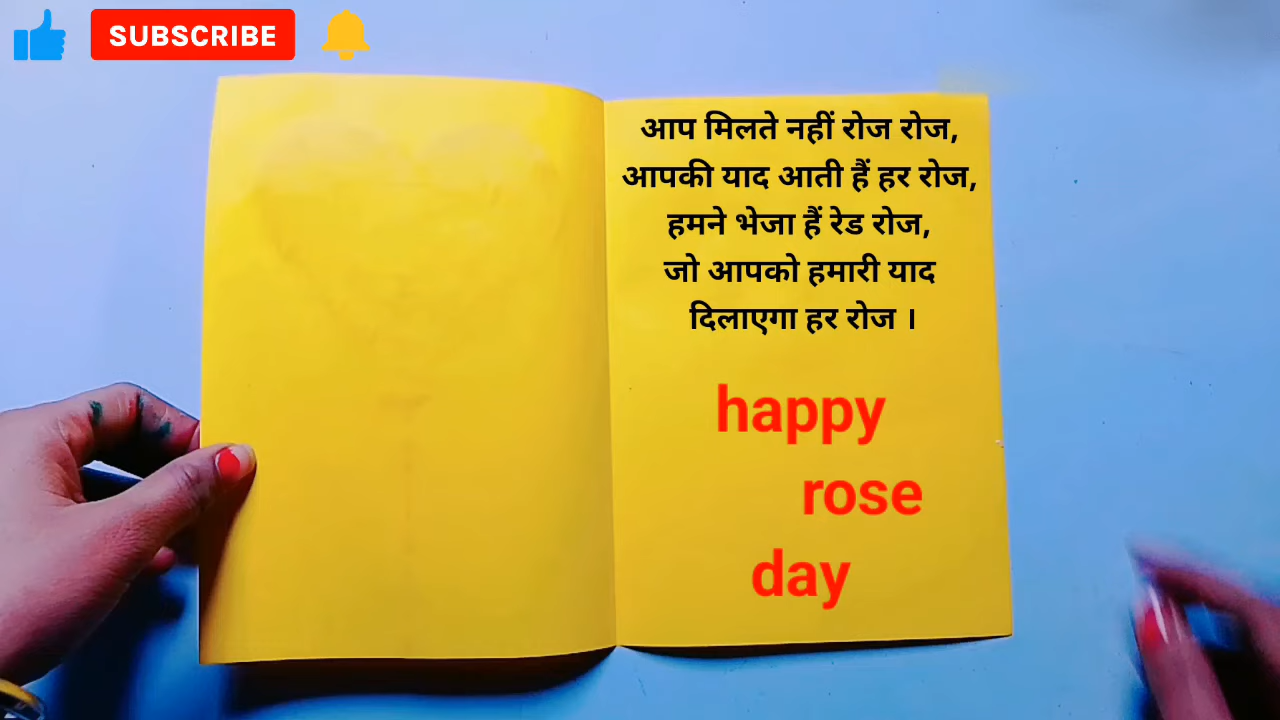 SUBSCRIBE
आप मिलते नहीं रोज रोज,
आपकी याद आती हैं हर रोज,
हमने भेजा हैं रेड रोज,
जो आपको हमारी याद
दिलाएगा हर रोज ।
happy
rose
day